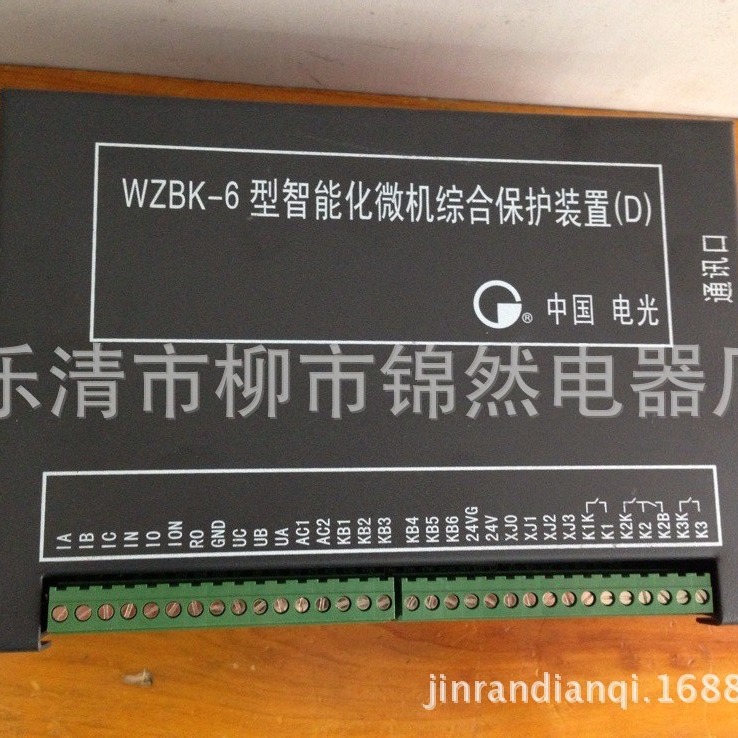 WZBK-6 型智能化微机综合保护装置(D)
通讯口
® 中国 电光
乐清市柳市锦然电器厂
IA IB IC IN IO ION RO GND UC UB UA AC1 AC2 KB1 KB2 KB3 KB4 KB5 KB6 24VG 24V XJ0 XJ1 XJ2 XJ3 K1K K1 K2K K2 K2B K3K K3
jinrandianqi.1688